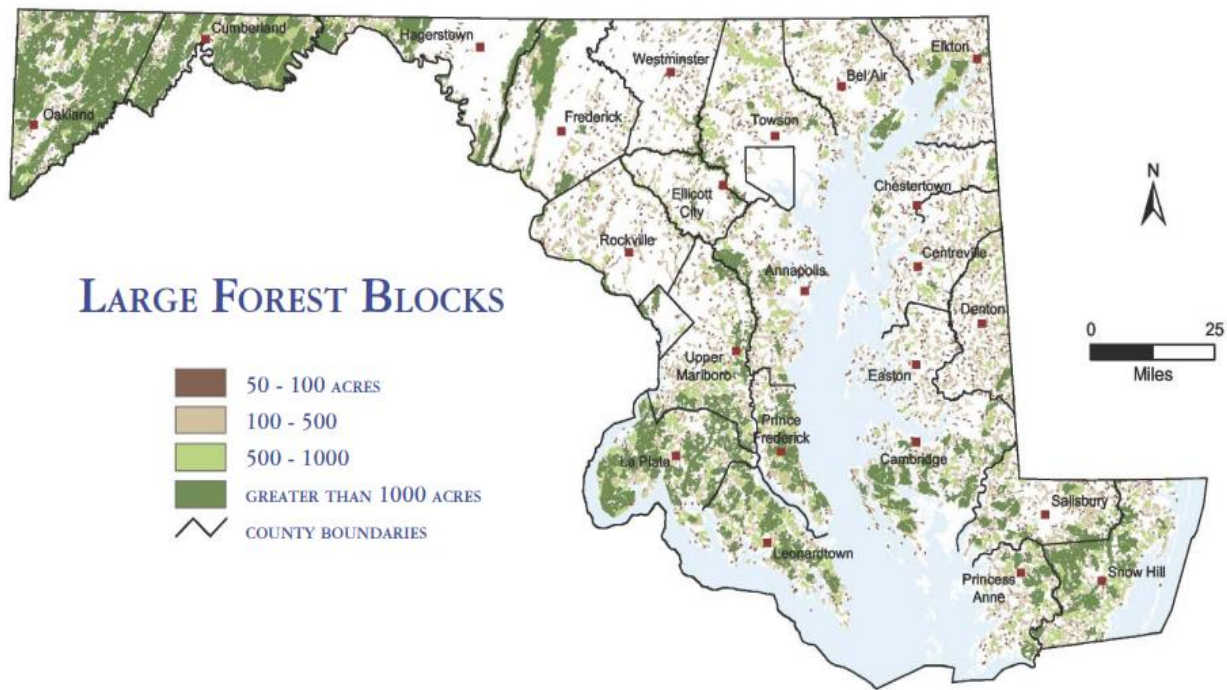 Cumberland
Hagerstown
Westminster
Elkton
Bel Air
Oakland
Frederick
Towson
Ellicott
City
Chestertown
N
Rockville
Annapolis
Centreville
LARGE FOREST BLOCKS
Denton
0 25
Miles
Upper
Marlboro
Easton
50 - 100 ACRES
100 - 500
500 - 1000
GREATER THAN 1000 ACRES
COUNTY BOUNDARIES
Prince
Frederick
La Plata
Cambridge
Salisbury
Leonardtown
Princess
Anne
Snow Hill